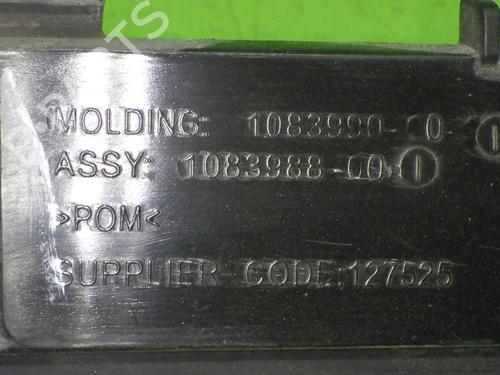 MOLDING: 1083990-00
ASSY: 1083988-00 I
>POM<
SUPPLIER CODE:127525